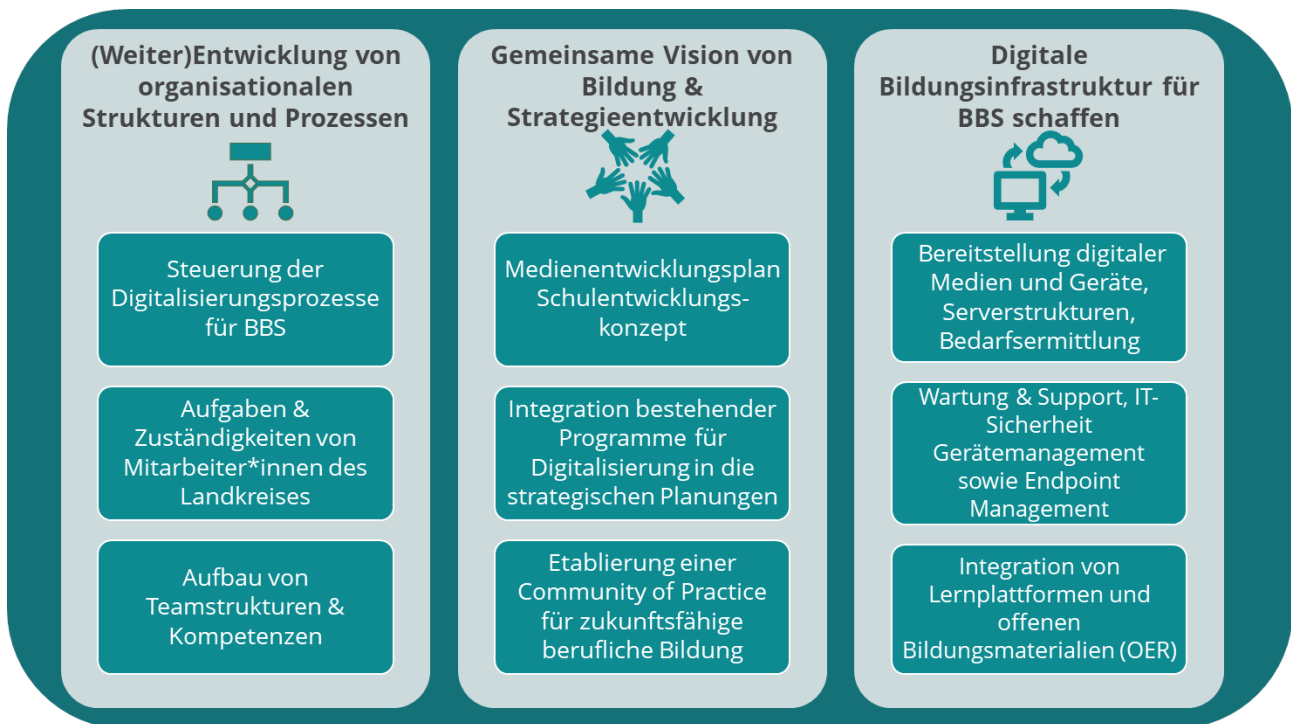 (Weiter)Entwicklung von
organisationalen
Strukturen und Prozessen
Steuerung der
Digitalisierungsprozesse
für BBS
Aufgaben &
Zuständigkeiten von
Mitarbeiter*innen des
Landkreises
Aufbau von
Teamstrukturen &
Kompetenzen
Gemeinsame Vision von
Bildung &
Strategieentwicklung
Medienentwicklungsplan
Schulentwicklungs-
konzept
Integration bestehender
Programme für
Digitalisierung in die
strategischen Planungen
Etablierung einer
Community of Practice
für zukunftsfähige
berufliche Bildung
Digitale
Bildungsinfrastruktur für
BBS schaffen
Bereitstellung digitaler
Medien und Geräte,
Serverstrukturen,
Bedarfsermittlung
Wartung & Support, IT-
Sicherheit
Gerätemanagement
sowie Endpoint
Management
Integration von
Lernplattformen und
offenen
Bildungsmaterialien (OER)